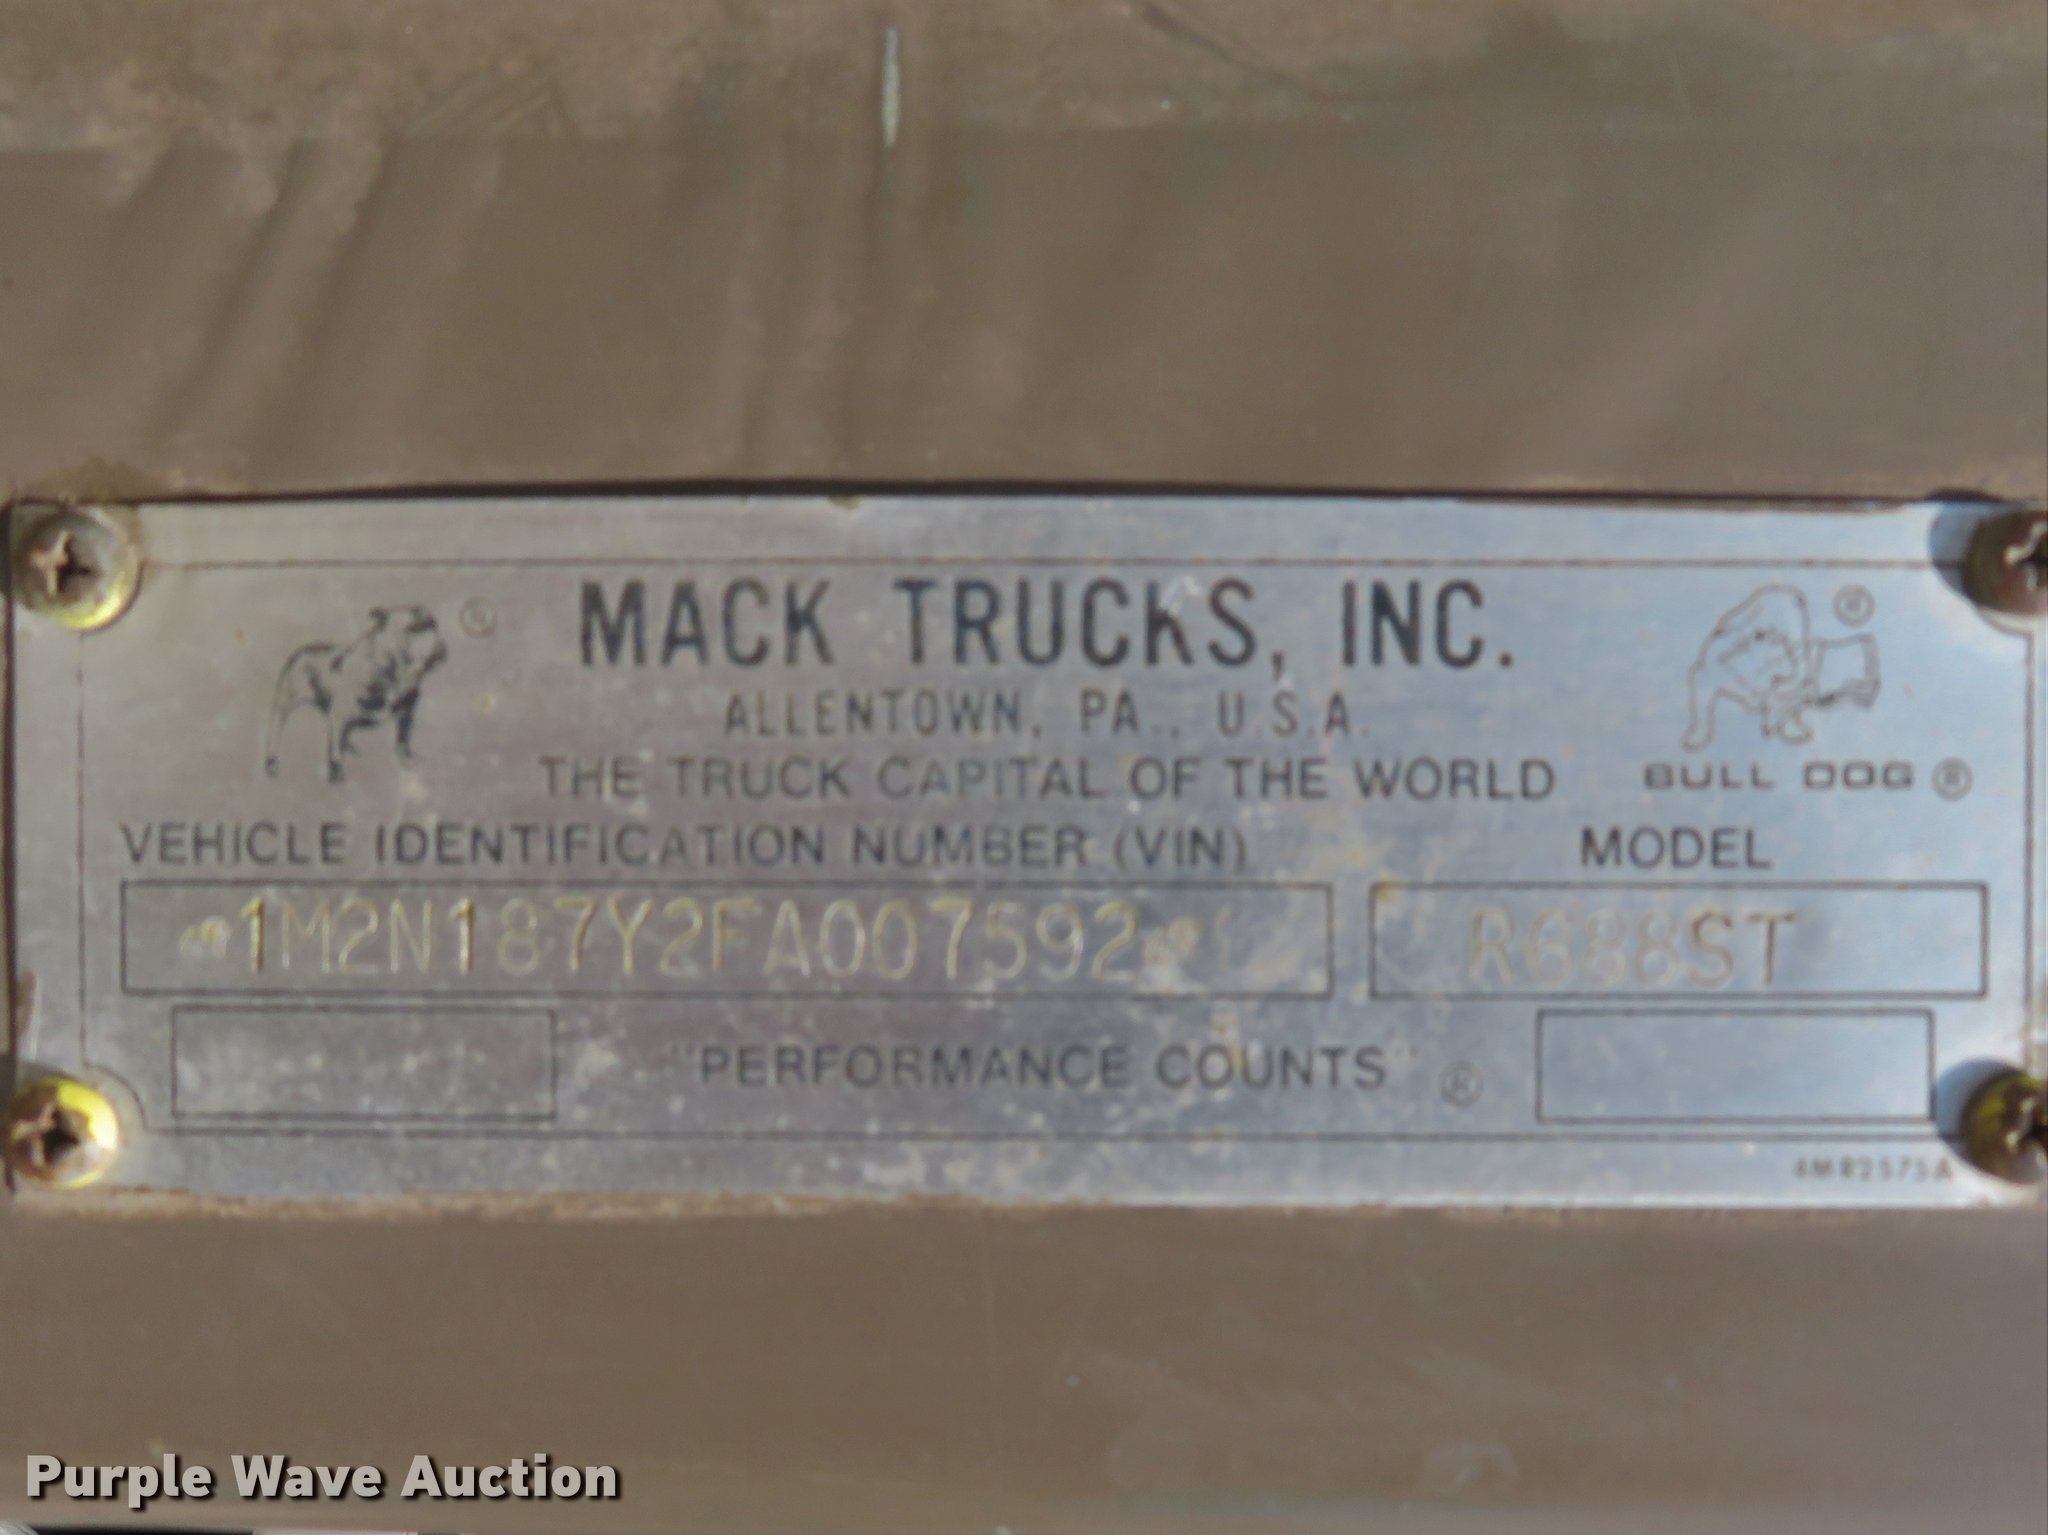 ®
MACK TRUCKS, INC.
®
ALLENTOWN, PA., U.S.A.
THE TRUCK CAPITAL OF THE WORLD
BULL DOG ®
VEHICLE IDENTIFICATION NUMBER (VIN)
MODEL
1M2N187Y2FA007592
R688ST
"PERFORMANCE COUNTS" ®
4MR2575A
Purple Wave Auction